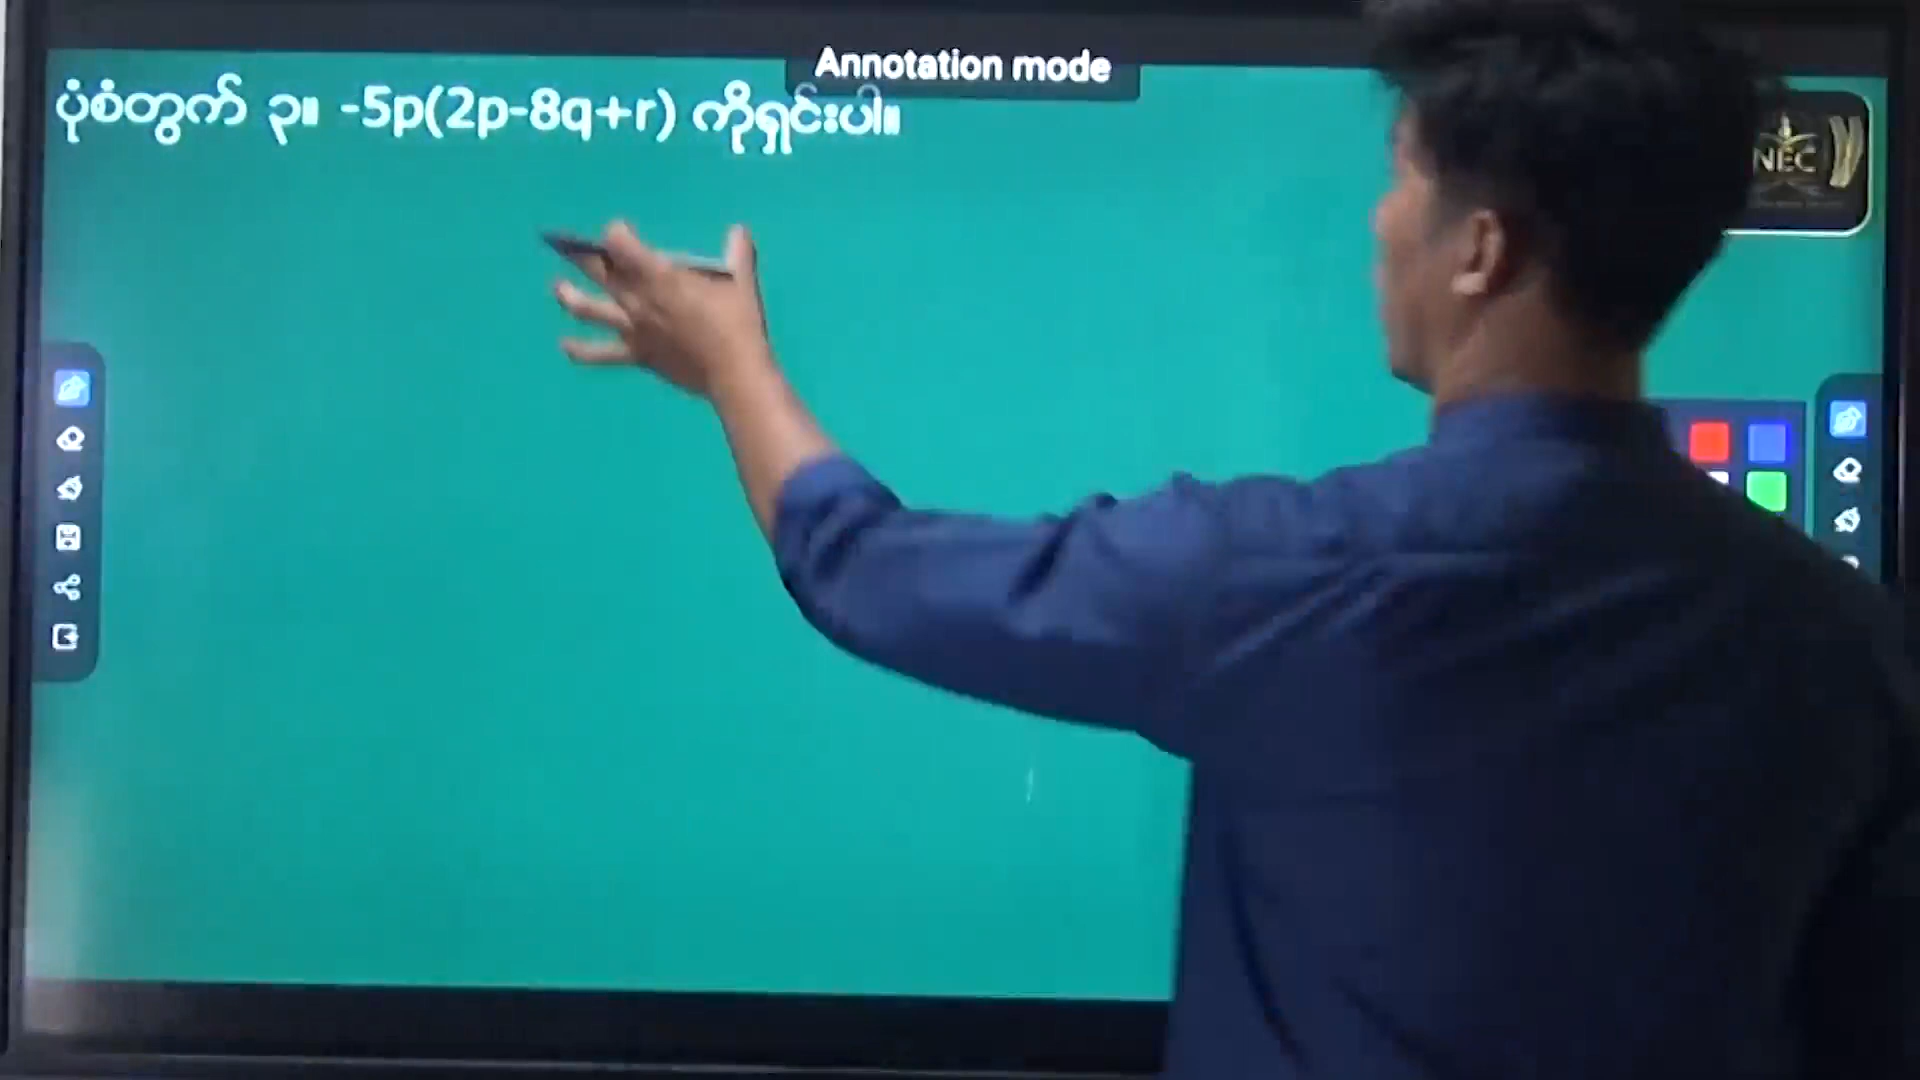 Annotation mode
ပုံစံတွက် ၃။ -5p(2p-8q+r) ကိုရှင်းပါ။
NEC